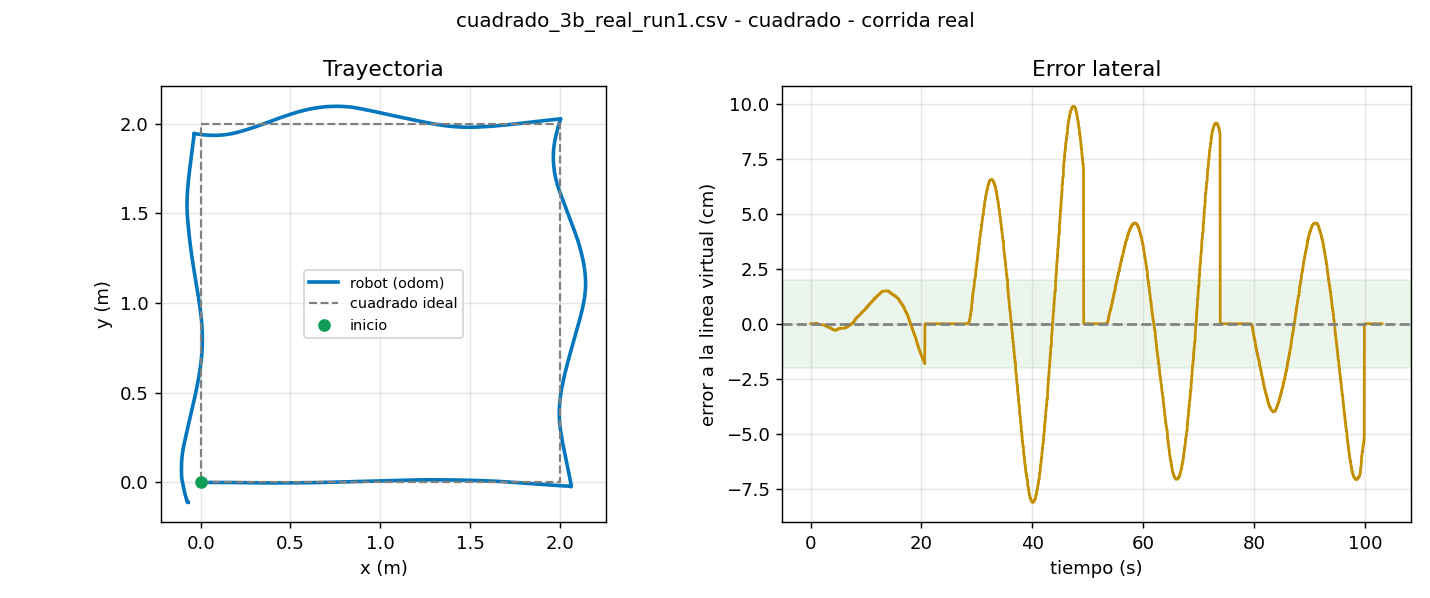 cuadrado_3b_real_run1.csv - cuadrado - corrida real
Trayectoria
y (m)
2.0
1.5
1.0
0.5
0.0
robot (odom)
cuadrado ideal
inicio
0.0 0.5 1.0 1.5 2.0
x (m)
Error lateral
error a la linea virtual (cm)
10.0
7.5
5.0
2.5
0.0
−2.5
−5.0
−7.5
0 20 40 60 80 100
tiempo (s)